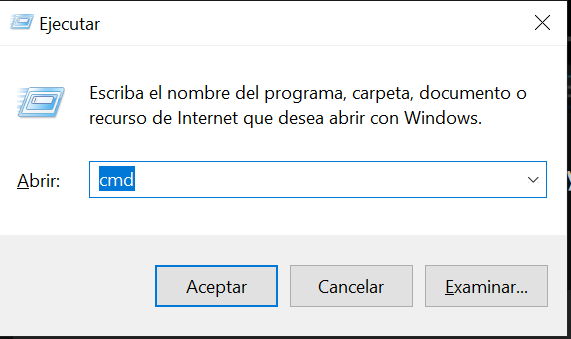 Ejecutar
Escriba el nombre del programa, carpeta, documento o
recurso de Internet que desea abrir con Windows.
Abrir: cmd
Aceptar Cancelar Examinar...